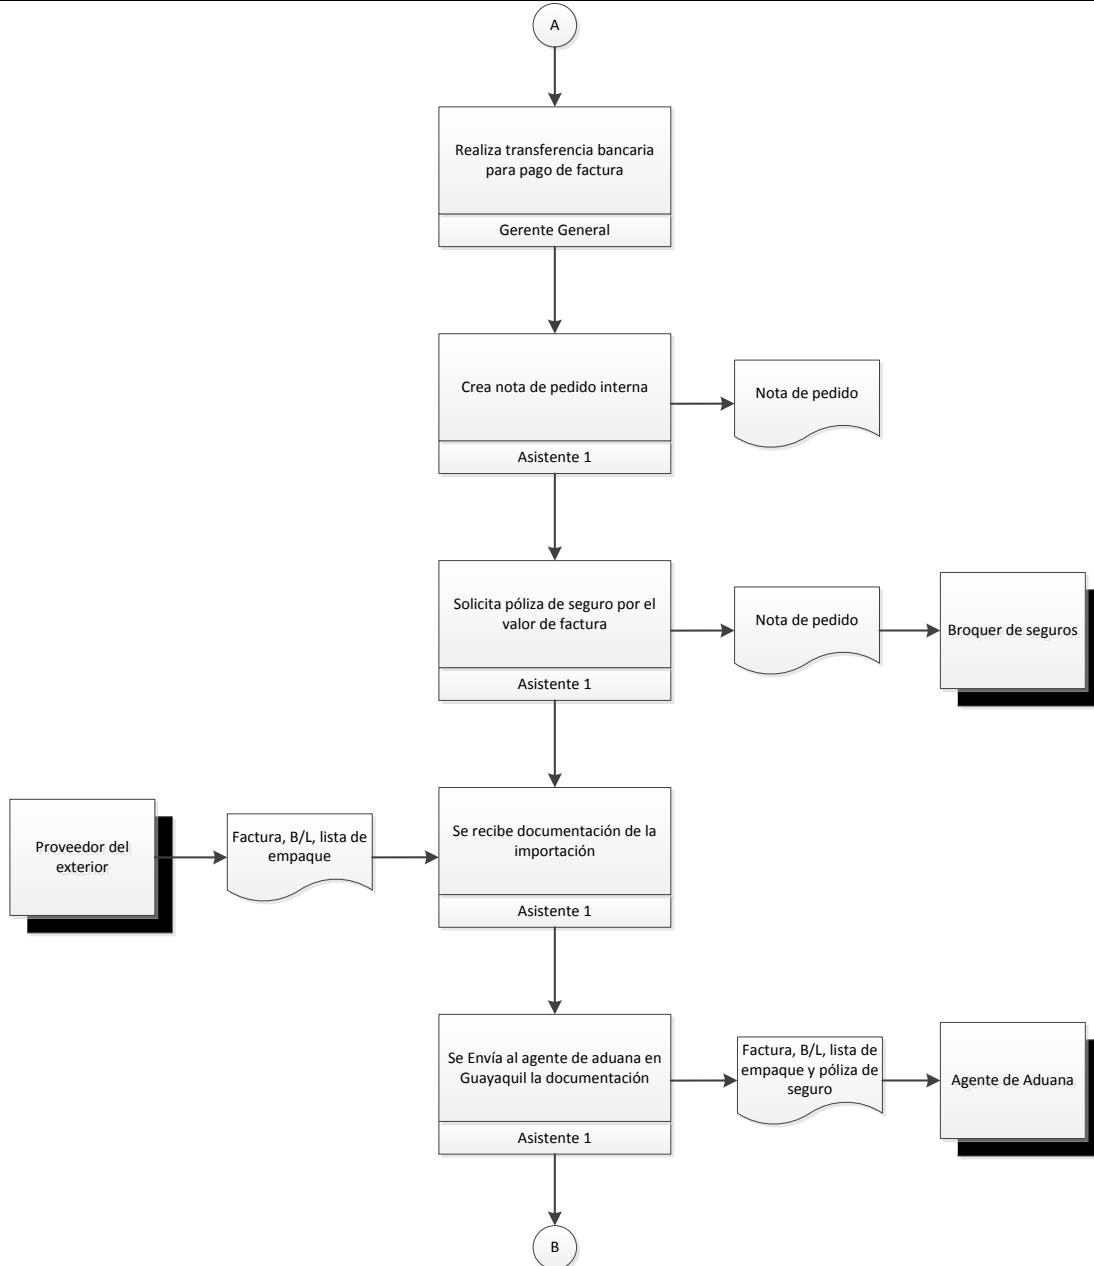 A
Realiza transferencia bancaria
para pago de factura
Gerente General
Crea nota de pedido interna
Asistente 1
Nota de pedido
Solicita póliza de seguro por el
valor de factura
Asistente 1
Nota de pedido
Broquer de seguros
Proveedor del
exterior
Factura, B/L, lista de
empaque
Se recibe documentación de la
importación
Asistente 1
Se Envía al agente de aduana en
Guayaquil la documentación
Asistente 1
Factura, B/L, lista de
empaque y póliza de
seguro
Agente de Aduana
B